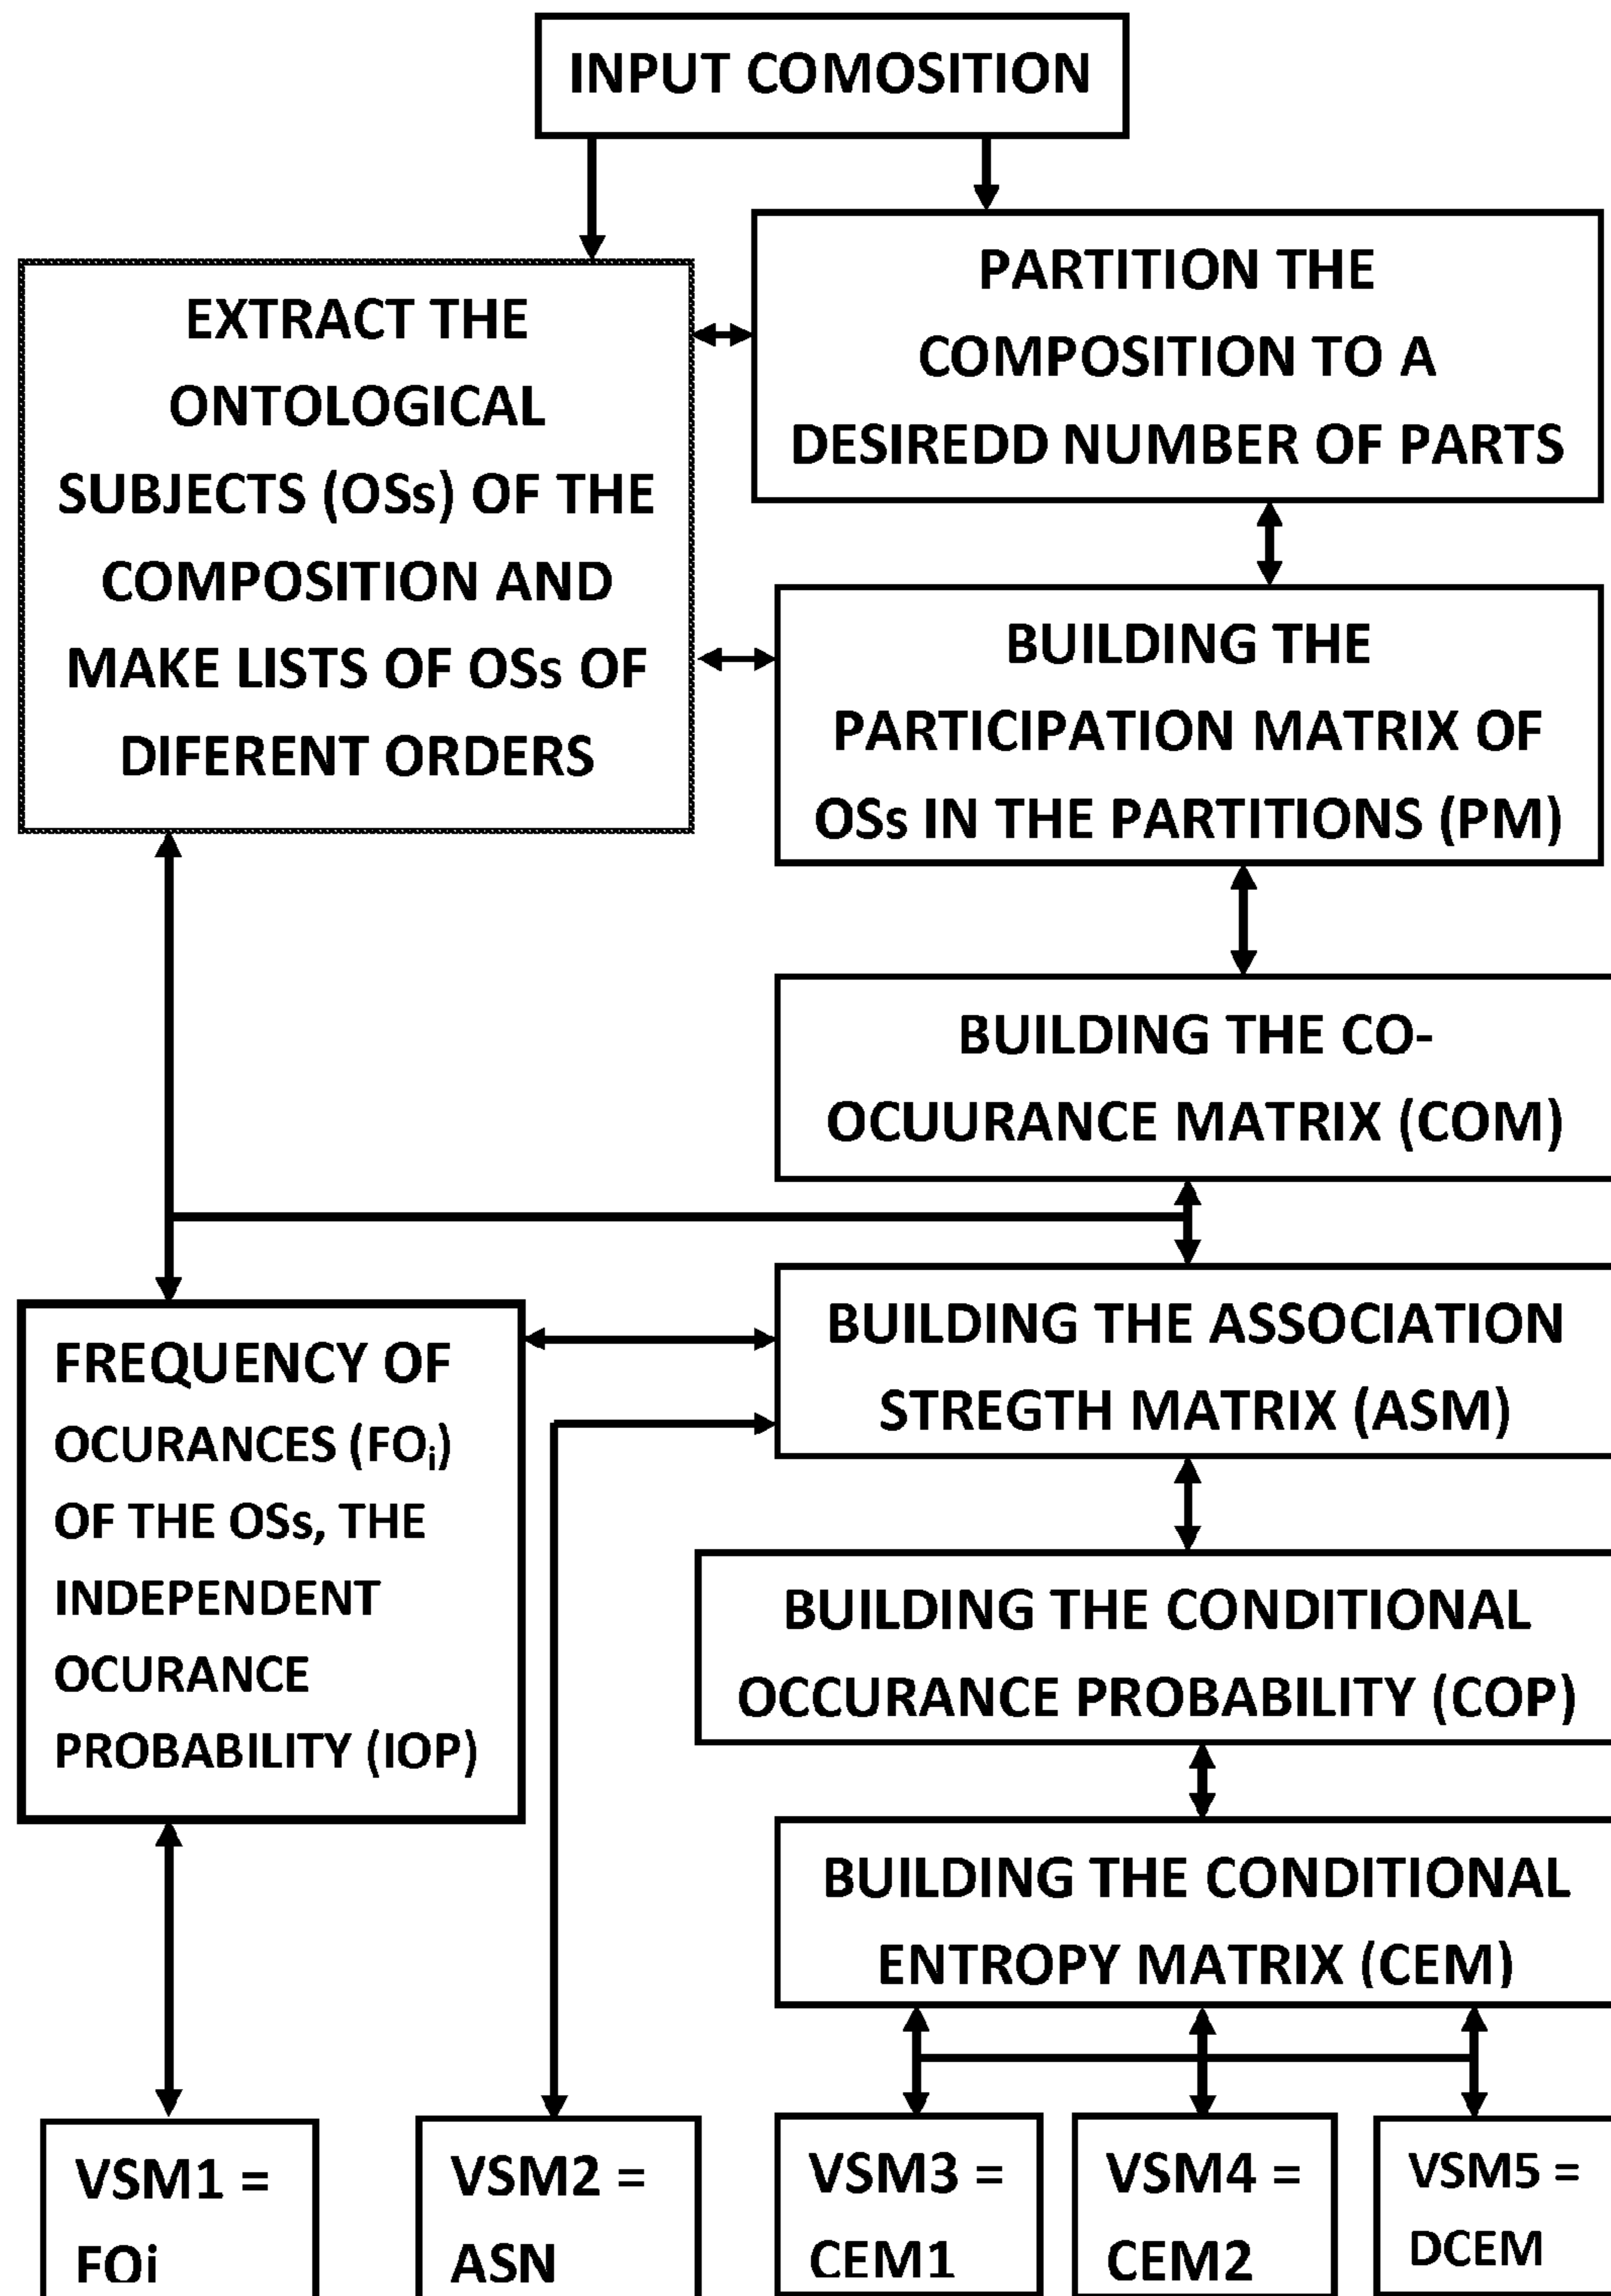 INPUT COMOSITION
EXTRACT THE
ONTOLOGICAL
SUBJECTS (OSs) OF THE
COMPOSITION AND
MAKE LISTS OF OSs OF
DIFERENT ORDERS
PARTITION THE
COMPOSITION TO A
DESIREDD NUMBER OF PARTS
BUILDING THE
PARTICIPATION MATRIX OF
OSs IN THE PARTITIONS (PM)
BUILDING THE CO-
OCUURANCE MATRIX (COM)
BUILDING THE ASSOCIATION
STREGTH MATRIX (ASM)
FREQUENCY OF
OCURANCES (FOi)
OF THE OSs, THE
INDEPENDENT
OCURANCE
PROBABILITY (IOP)
BUILDING THE CONDITIONAL
OCCURANCE PROBABILITY (COP)
BUILDING THE CONDITIONAL
ENTROPY MATRIX (CEM)
VSM1 =
FOi
VSM2 =
ASN
VSM3 =
CEM1
VSM4 =
CEM2
VSM5 =
DCEM